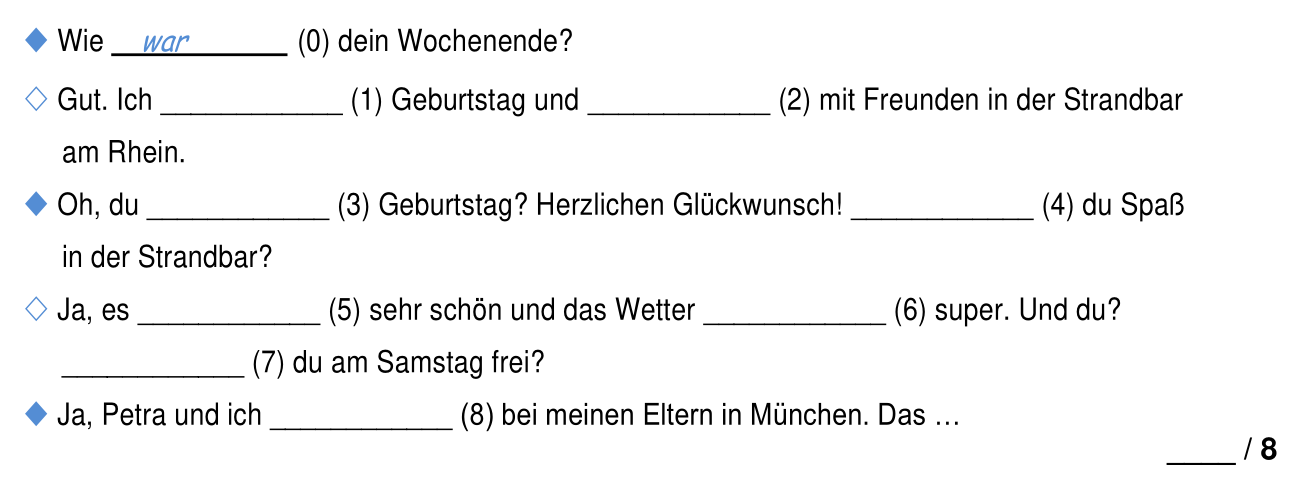 ◆ Wie ___war______ (0) dein Wochenende?
◇ Gut. Ich ____________ (1) Geburtstag und ____________ (2) mit Freunden in der Strandbar
am Rhein.
◆ Oh, du ____________ (3) Geburtstag? Herzlichen Glückwunsch! ____________ (4) du Spaß
in der Strandbar?
◇ Ja, es ____________ (5) sehr schön und das Wetter ____________ (6) super. Und du?
____________ (7) du am Samstag frei?
◆ Ja, Petra und ich ____________ (8) bei meinen Eltern in München. Das …
____ / 8